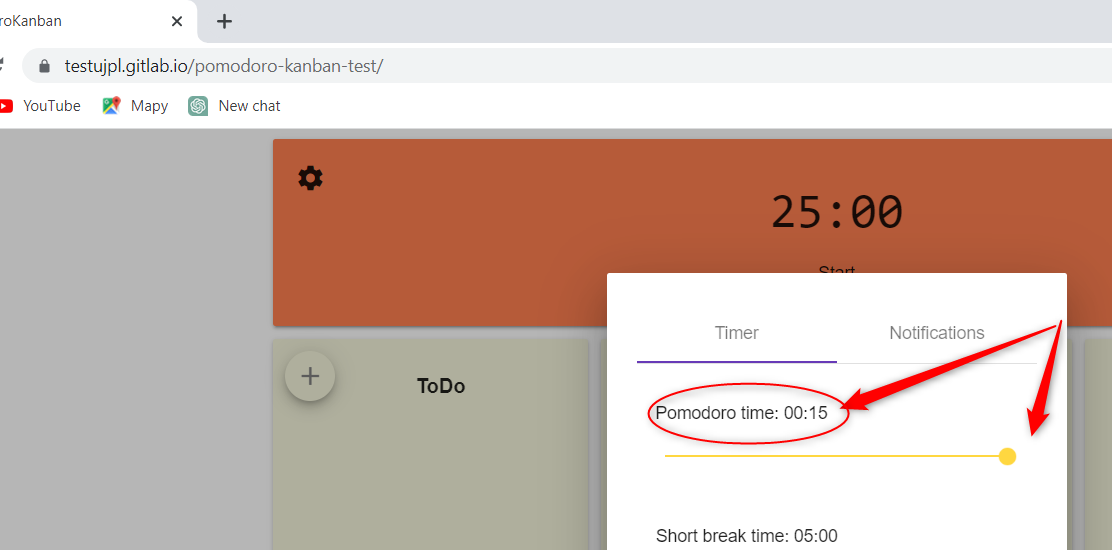 roKanban
testujpl.gitlab.io/pomodoro-kanban-test/
YouTube Mapy New chat
25:00
Start
Timer Notifications
ToDo
Pomodoro time: 00:15
Short break time: 05:00